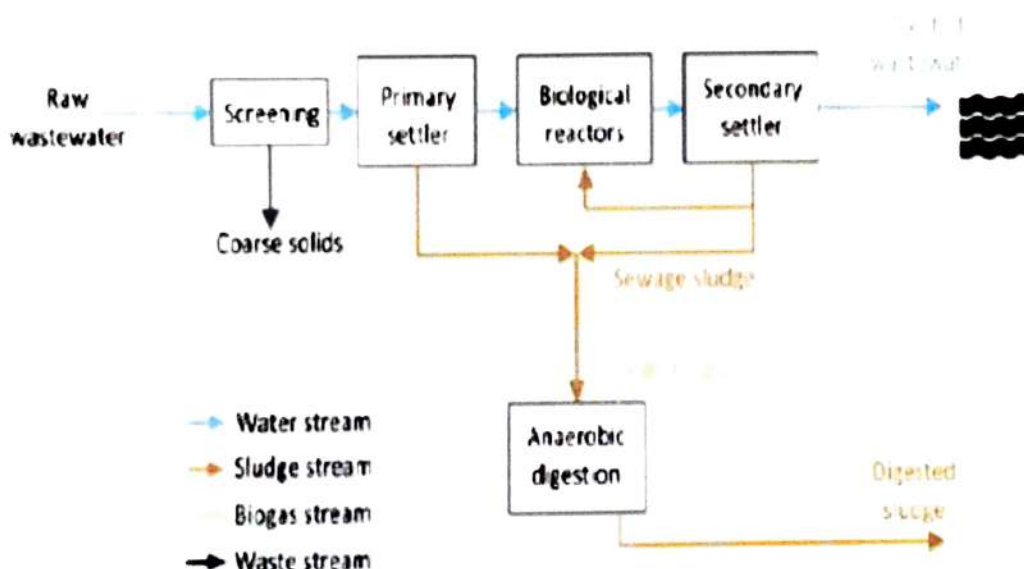 Raw
wastewater
Screening
Primary
settler
Biological
reactors
Secondary
settler
Coarse solids
Sewage sludge
Anaerobic
digestion
Digested
sludge
Water stream
Sludge stream
Biogas stream
Waste stream